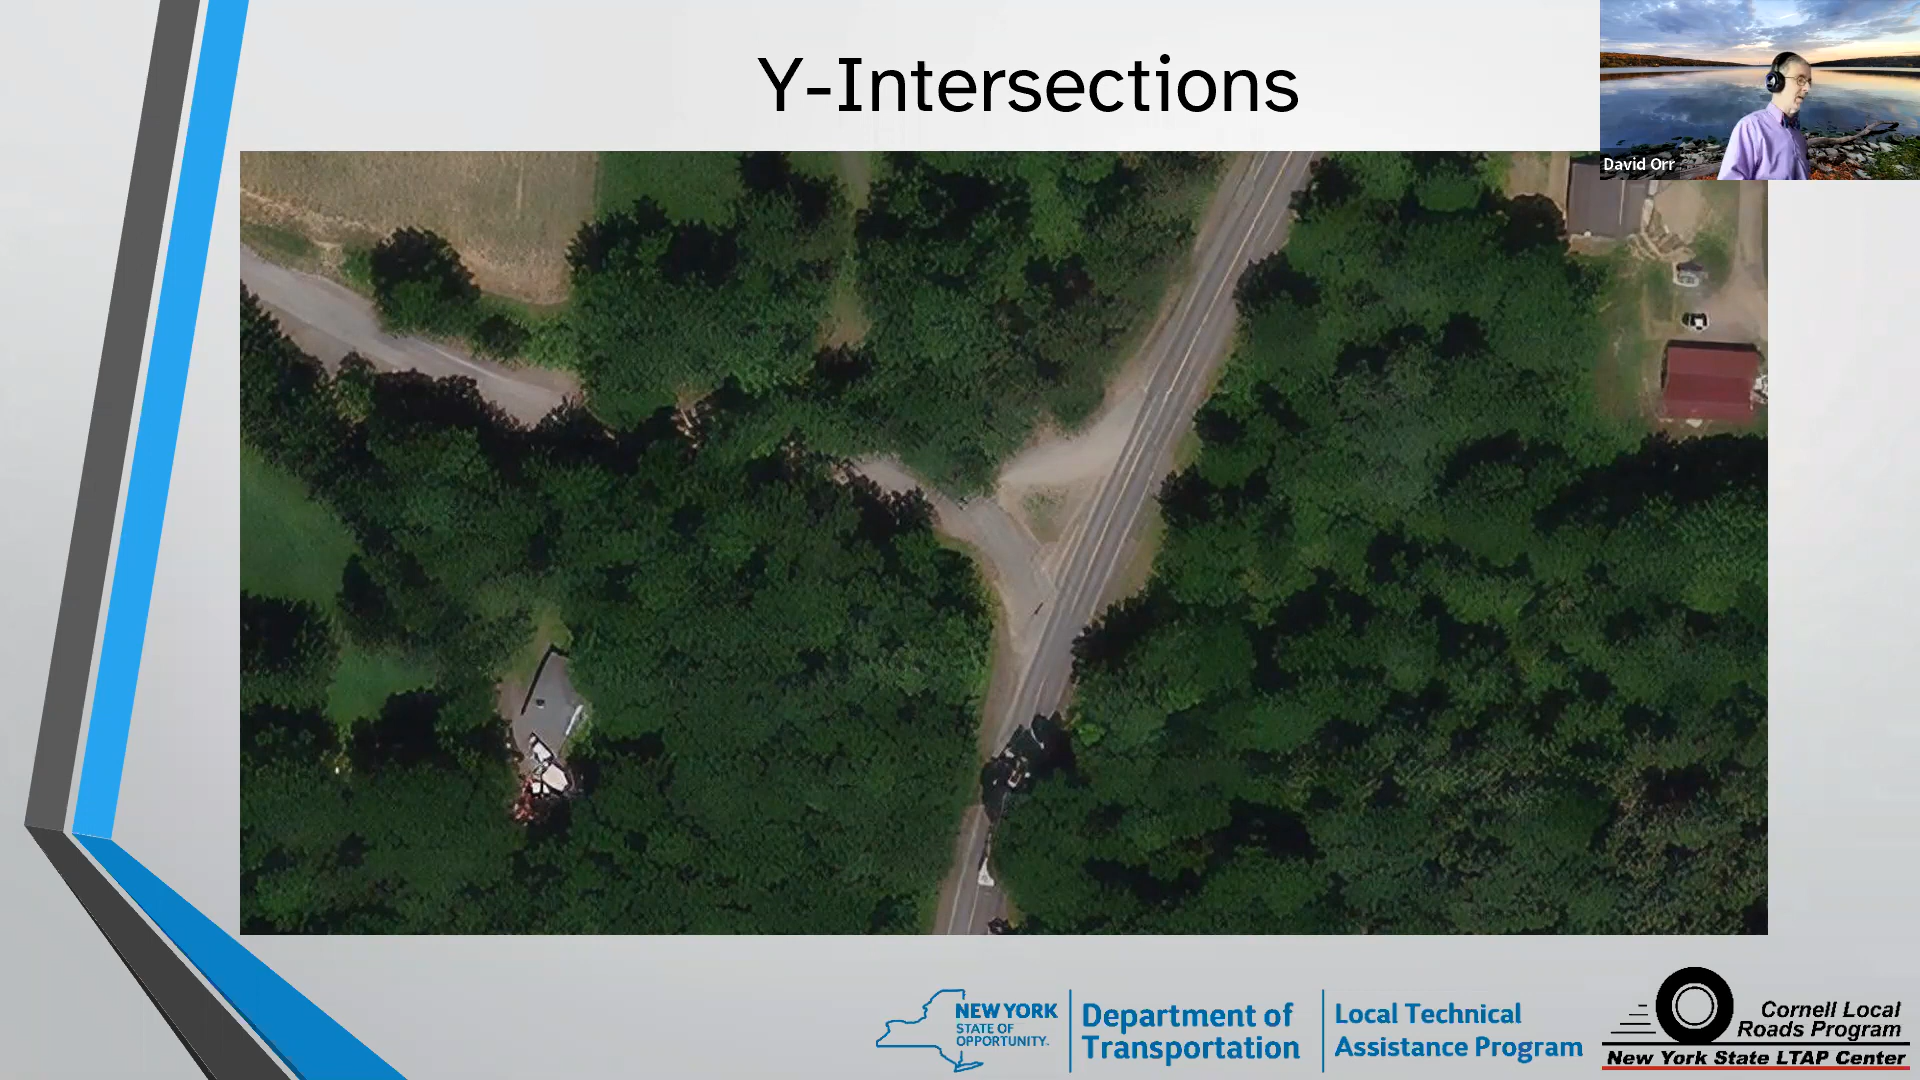 Y-Intersections
David Orr
NEW YORK
STATE OF
OPPORTUNITY.
Department of
Transportation
Local Technical
Assistance Program
Cornell Local
Roads Program
New York State LTAP Center